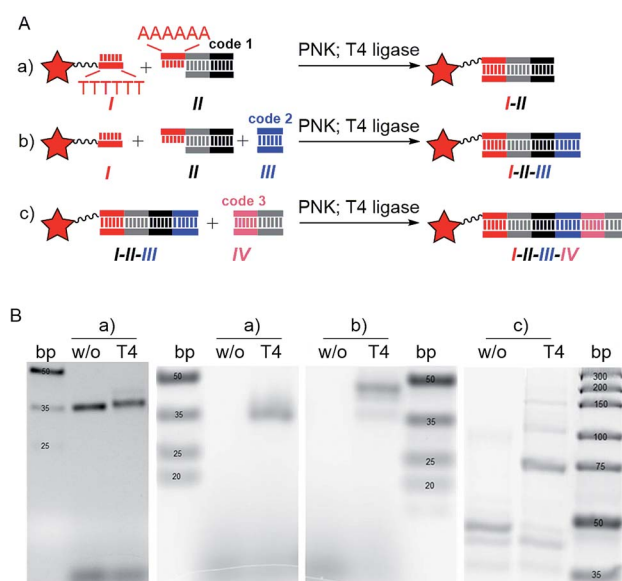 A
AAAAAA
code 1
PNK; T4 ligase
a)
+
TTTTTT
I
II
I-II
code 2
PNK; T4 ligase
b)
+
+
I
II
III
I-II-III
code 3
PNK; T4 ligase
c)
+
I-II-III
IV
I-II-III-IV
B
a) a) b) c)
bp w/o T4 bp w/o T4 w/o T4 bp w/o T4 bp
50
35
25
50
35
25
20
50
35
25
20
300
200
150
100
75
50
35